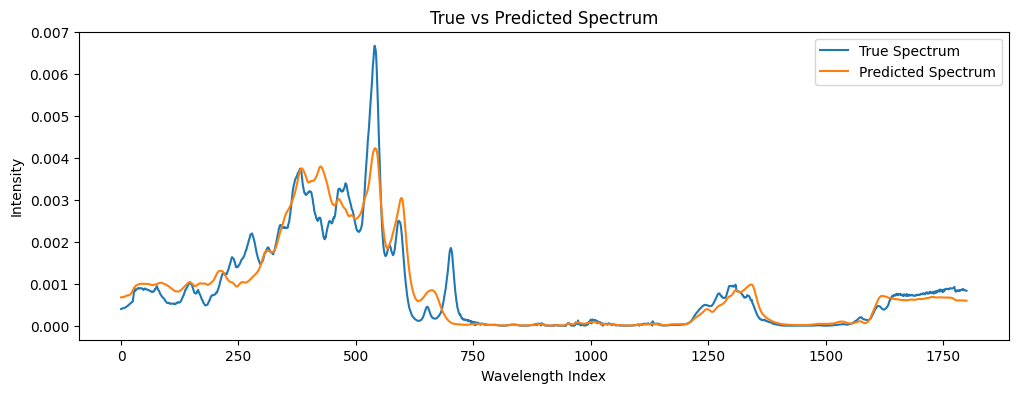 True vs Predicted Spectrum
True Spectrum
Predicted Spectrum
Intensity
0.007
0.006
0.005
0.004
0.003
0.002
0.001
0.000
0 250 500 750 1000 1250 1500 1750
Wavelength Index